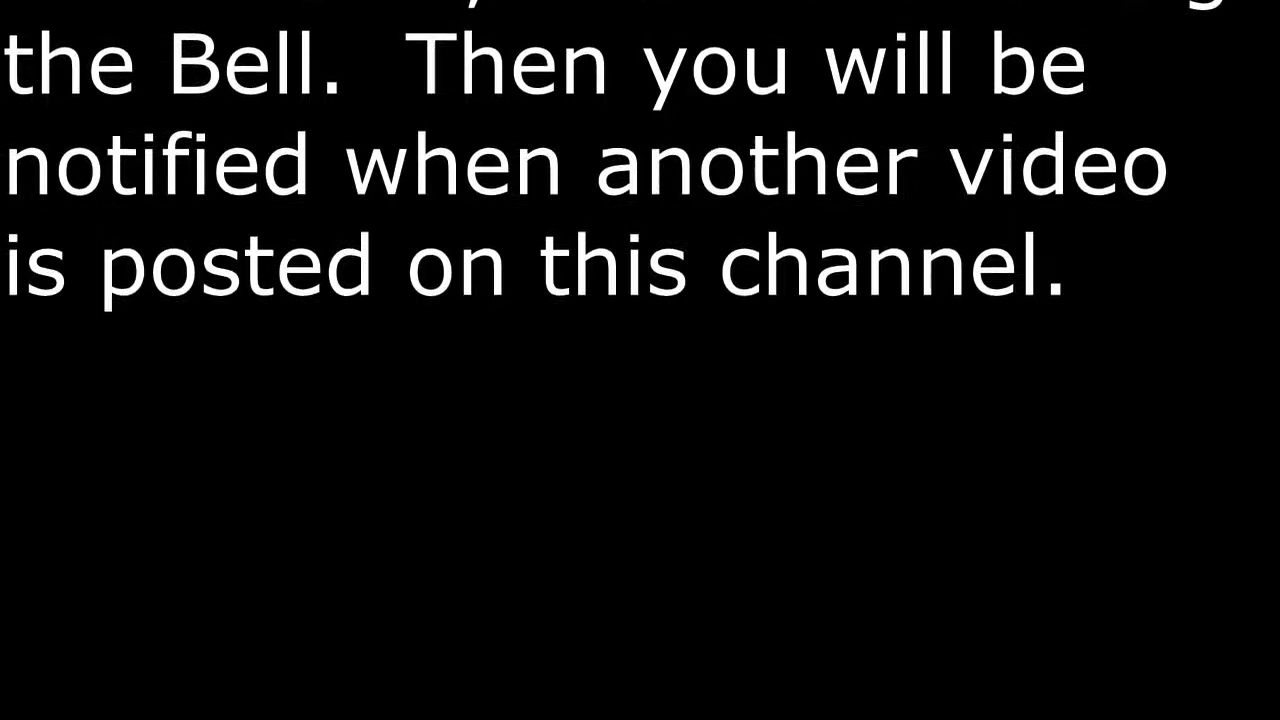 the Bell.  Then you will be
notified when another video
is posted on this channel.